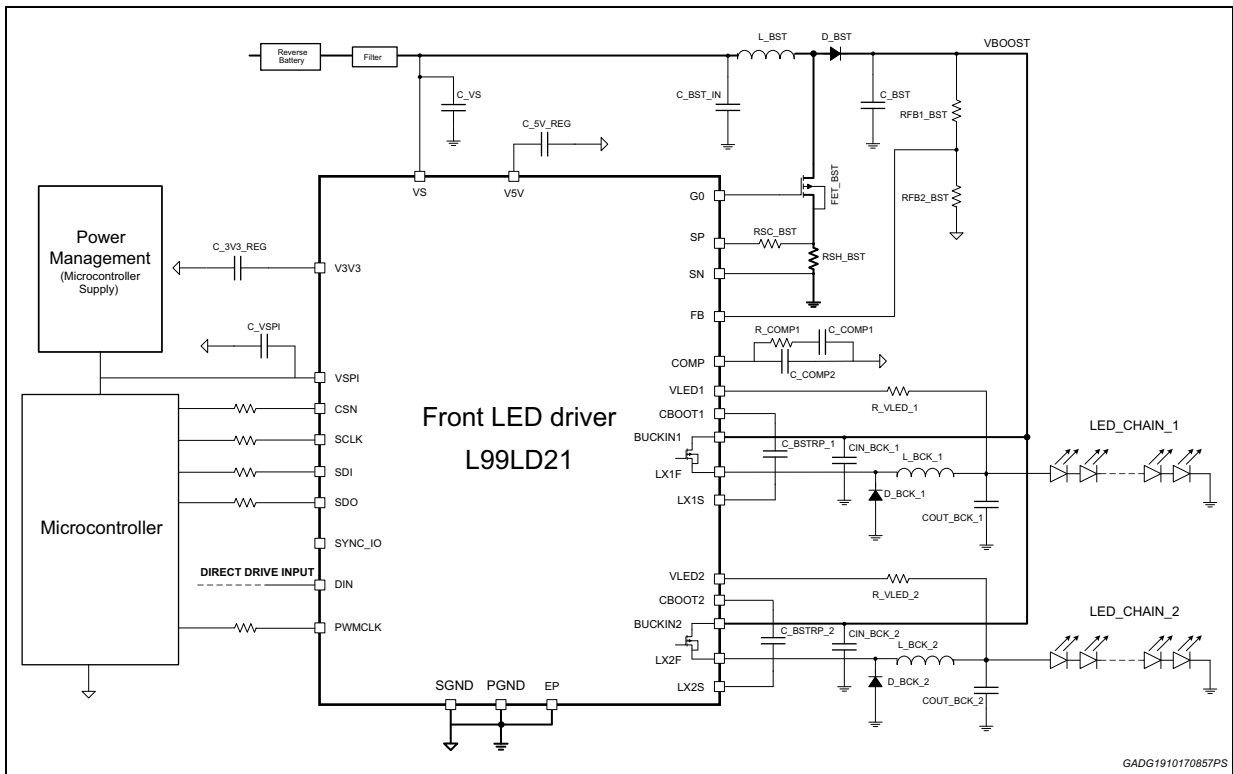 L_BST
D_BST
VBOOST
Reverse
Battery
Filter
C_VS
C_BST_IN
C_BST
RFB1_BST
C_5V_REG
VS
V5V
G0
FET_BST
RFB2_BST
Power
Management
(Microcontroller
Supply)
C_3V3_REG
V3V3
SP
RSC_BST
RSH_BST
SN
FB
C_VSPI
R_COMP1
C_COMP1
COMP
C_COMP2
VSPI
VLED1
R_VLED_1
CSN
CBOOT1
Front LED driver
L99LD21
LED_CHAIN_1
SCLK
BUCKIN1
C_BSTRP_1
CIN_BCK_1
L_BCK_1
SDI
LX1F
D_BCK_1
SDO
LX1S
COUT_BCK_1
Microcontroller
SYNC_IO
DIRECT DRIVE INPUT
DIN
VLED2
R_VLED_2
CBOOT2
LED_CHAIN_2
PWMCLK
BUCKIN2
C_BSTRP_2
CIN_BCK_2
L_BCK_2
LX2F
D_BCK_2
LX2S
COUT_BCK_2
SGND
PGND
EP
GADG1910170857PS